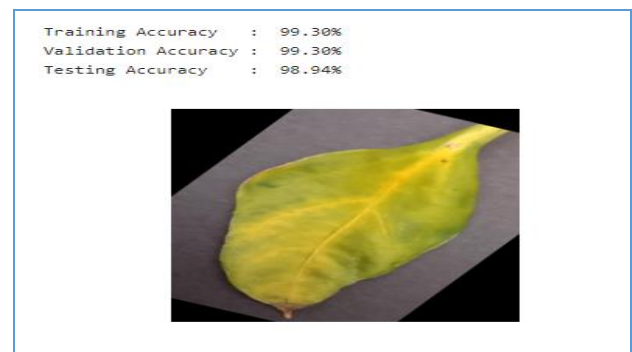 Training Accuracy   :  99.30%
Validation Accuracy :  99.30%
Testing Accuracy    :  98.94%